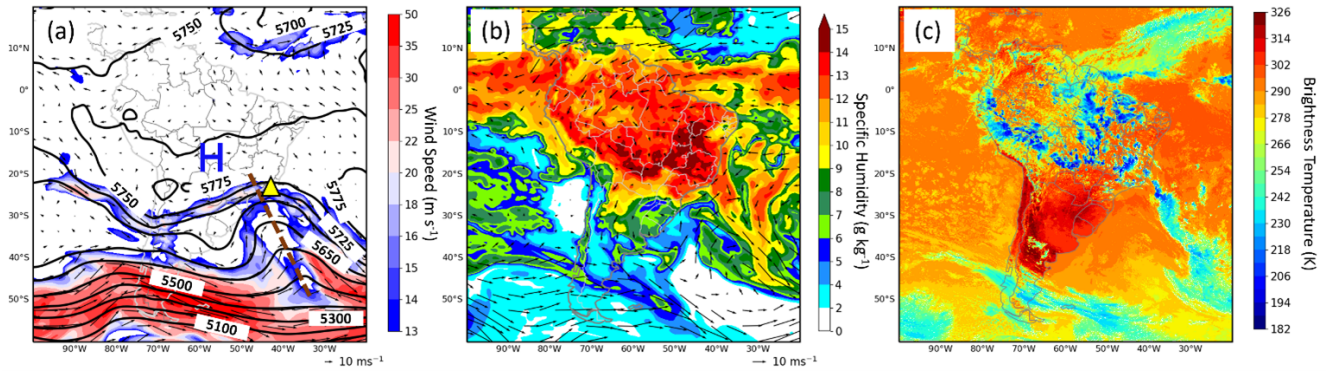 (a)
5750
5700
5725
H
5775
5750
5775
5725
5650
5500
5300
5100
10°N
0°
10°S
20°S
30°S
40°S
50°S
90°W 80°W 70°W 60°W 50°W 40°W 30°W
10 ms⁻¹
50
35
30
25
22
21
20
18
16
15
14
13
Wind Speed (m s⁻¹)
(b)
10°N
0°
10°S
20°S
30°S
40°S
50°S
90°W 80°W 70°W 60°W 50°W 40°W 30°W
10 ms⁻¹
15
14
13
12
11
10
9
8
7
6
5
4
3
2
0
Specific Humidity (g kg⁻¹)
(c)
10°N
0°
10°S
20°S
30°S
40°S
50°S
90°W 80°W 70°W 60°W 50°W 40°W 30°W
326
314
302
290
280
268
256
242
230
218
206
194
182
Brightness Temperature (K)